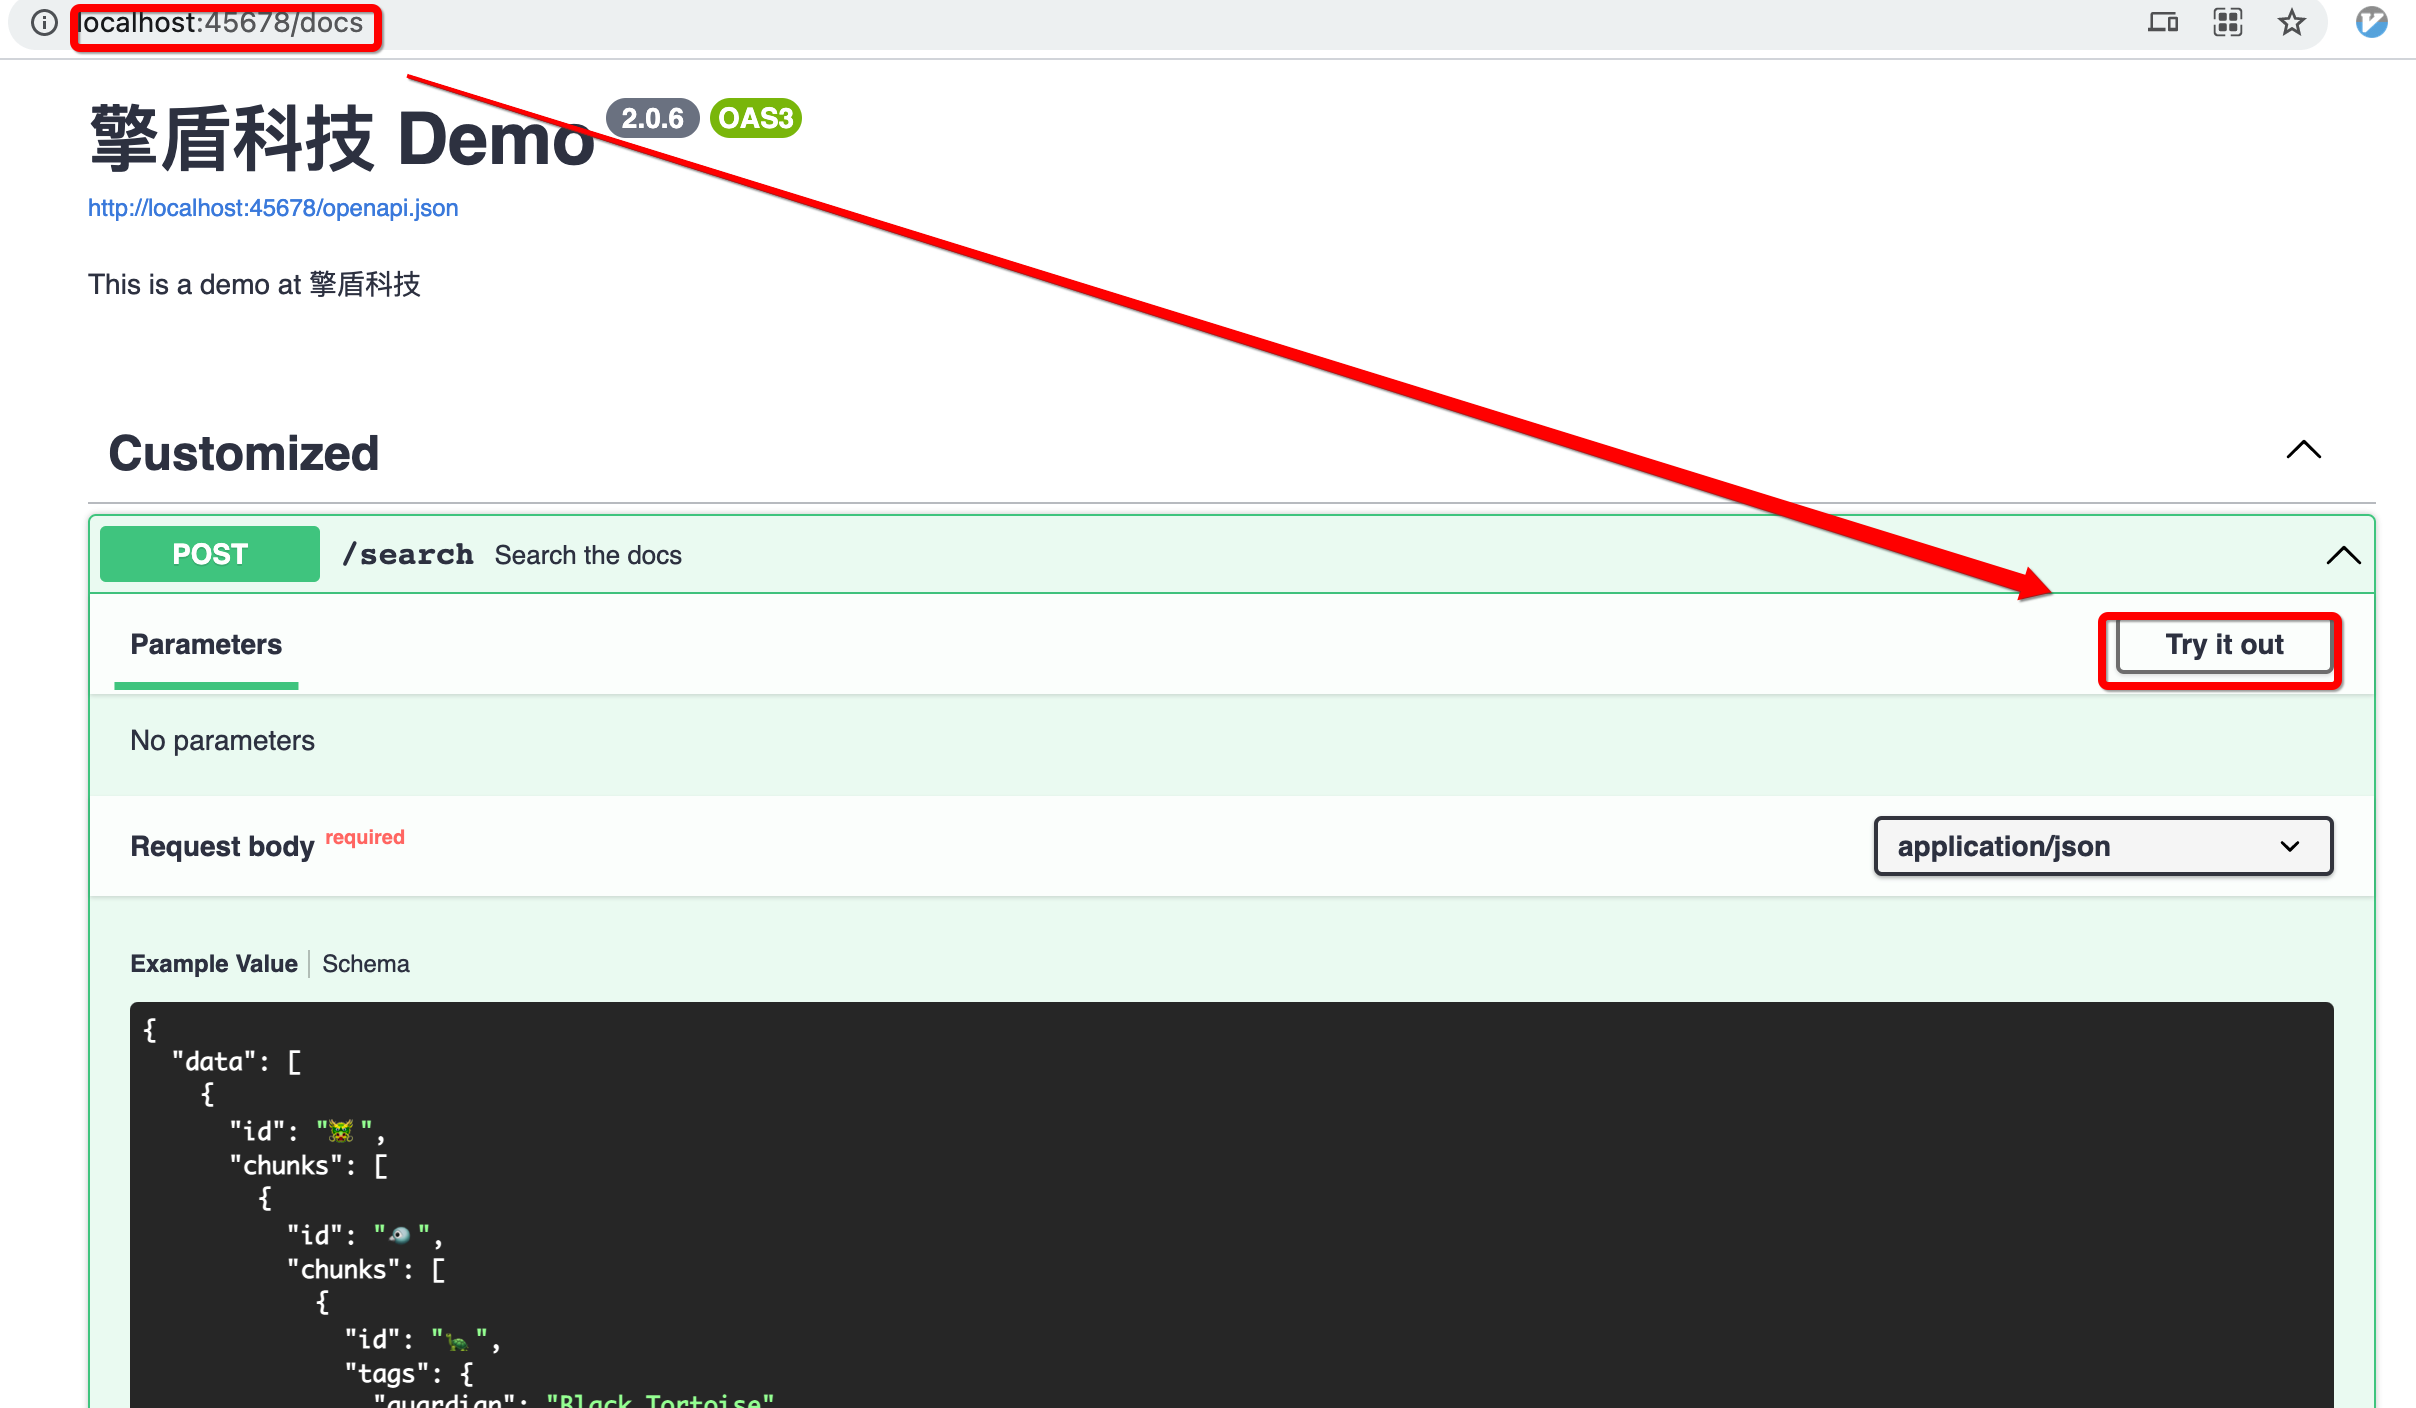 localhost:45678/docs
擎盾科技 Demo 2.0.6 OAS3
http://localhost:45678/openapi.json
This is a demo at 擎盾科技
Customized
POST /search Search the docs
Parameters Try it out
No parameters
Request body required application/json
Example Value Schema
{
"data": [
{
"id": "🐲",
"chunks": [
{
"id": "🐦",
"chunks": [
{
"id": "🐢",
"tags": {
"guardian": "Black Tortoise"